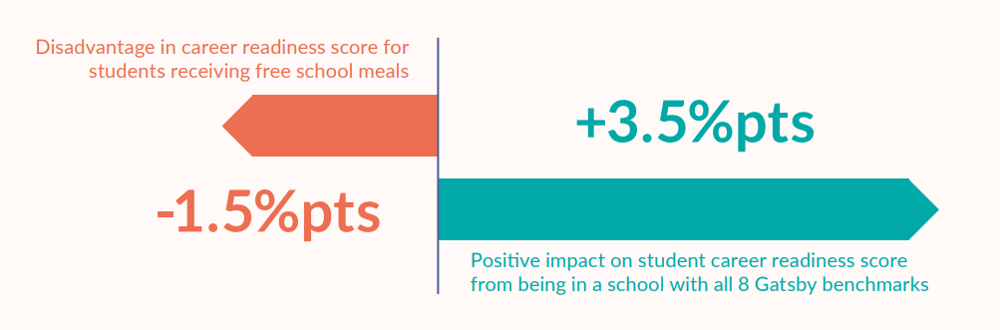 Disadvantage in career readiness score for
students receiving free school meals
-1.5%pts
+3.5%pts
Positive impact on student career readiness score
from being in a school with all 8 Gatsby benchmarks